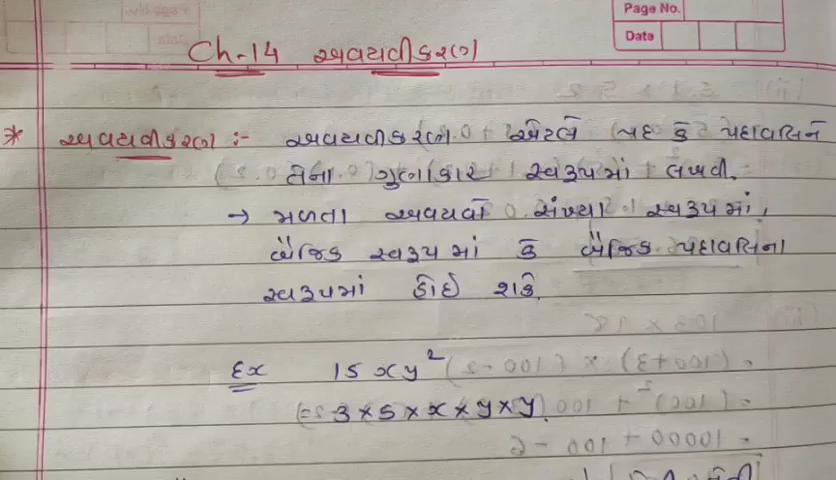 Page No.
Date
Ch-14 અવયવીકરણ
* અવયવીકરણ :- અવયવીકરણ એટલે પદ કે પદાવલિને
તેના ગુણાકાર સ્વરૂપમાં લખવી.
→ મળતા અવયવો સંખ્યા સ્વરૂપમાં,
બૈજિક સ્વરૂપમાં કે બૈજિક પદાવલિના
સ્વરૂપમાં હોઈ શકે.
Ex 15xy²
= 3×5×x×y×y